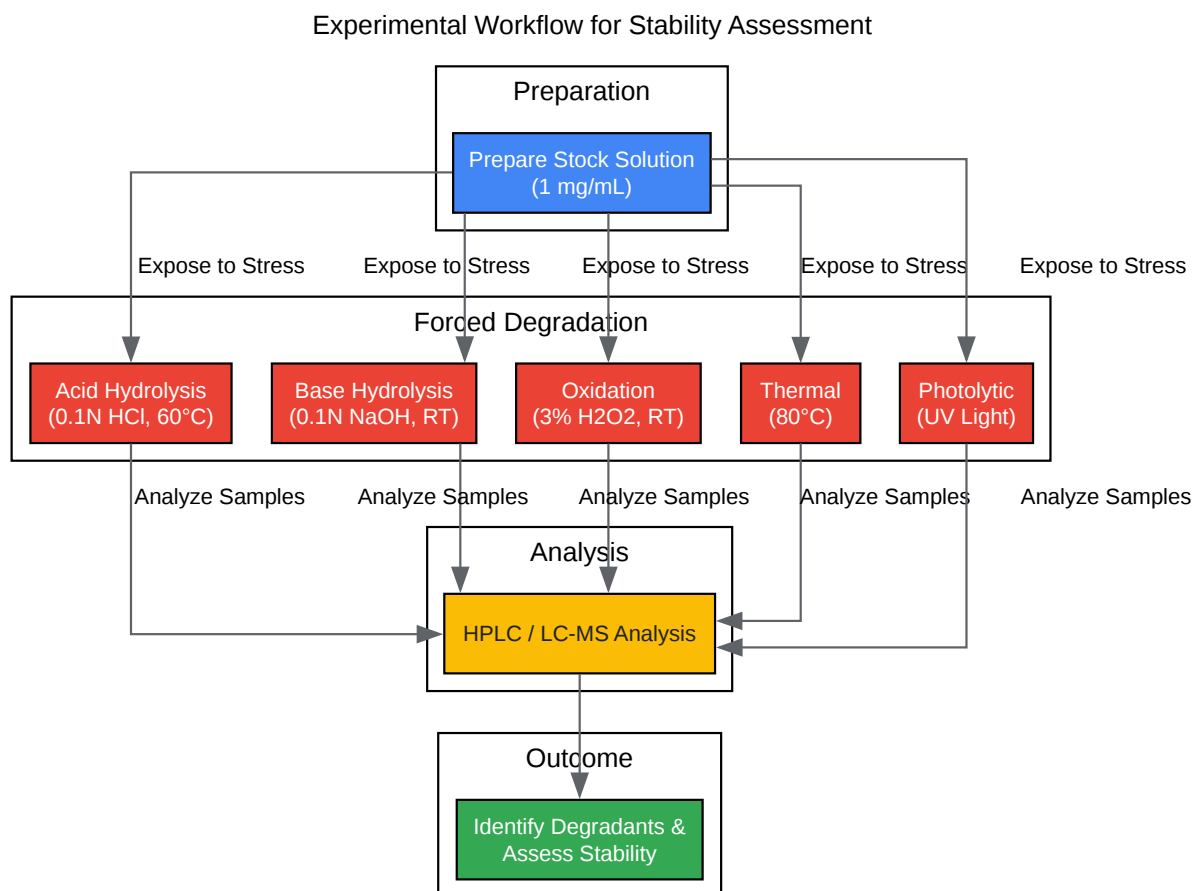 Experimental Workflow for Stability Assessment
Preparation
Prepare Stock Solution
(1 mg/mL)
Expose to Stress
Expose to Stress
Expose to Stress
Expose to Stress
Expose to Stress
Forced Degradation
Acid Hydrolysis
(0.1N HCl, 60°C)
Base Hydrolysis
(0.1N NaOH, RT)
Oxidation
(3% H2O2, RT)
Thermal
(80°C)
Photolytic
(UV Light)
Analyze Samples
Analyze Samples
Analyze Samples
Analyze Samples
Analyze Samples
Analysis
HPLC / LC-MS Analysis
Outcome
Identify Degradants &
Assess Stability